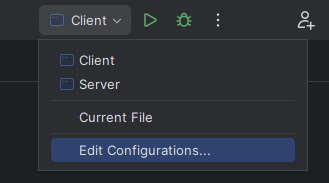 Client
Client
Server
Current File
Edit Configurations...